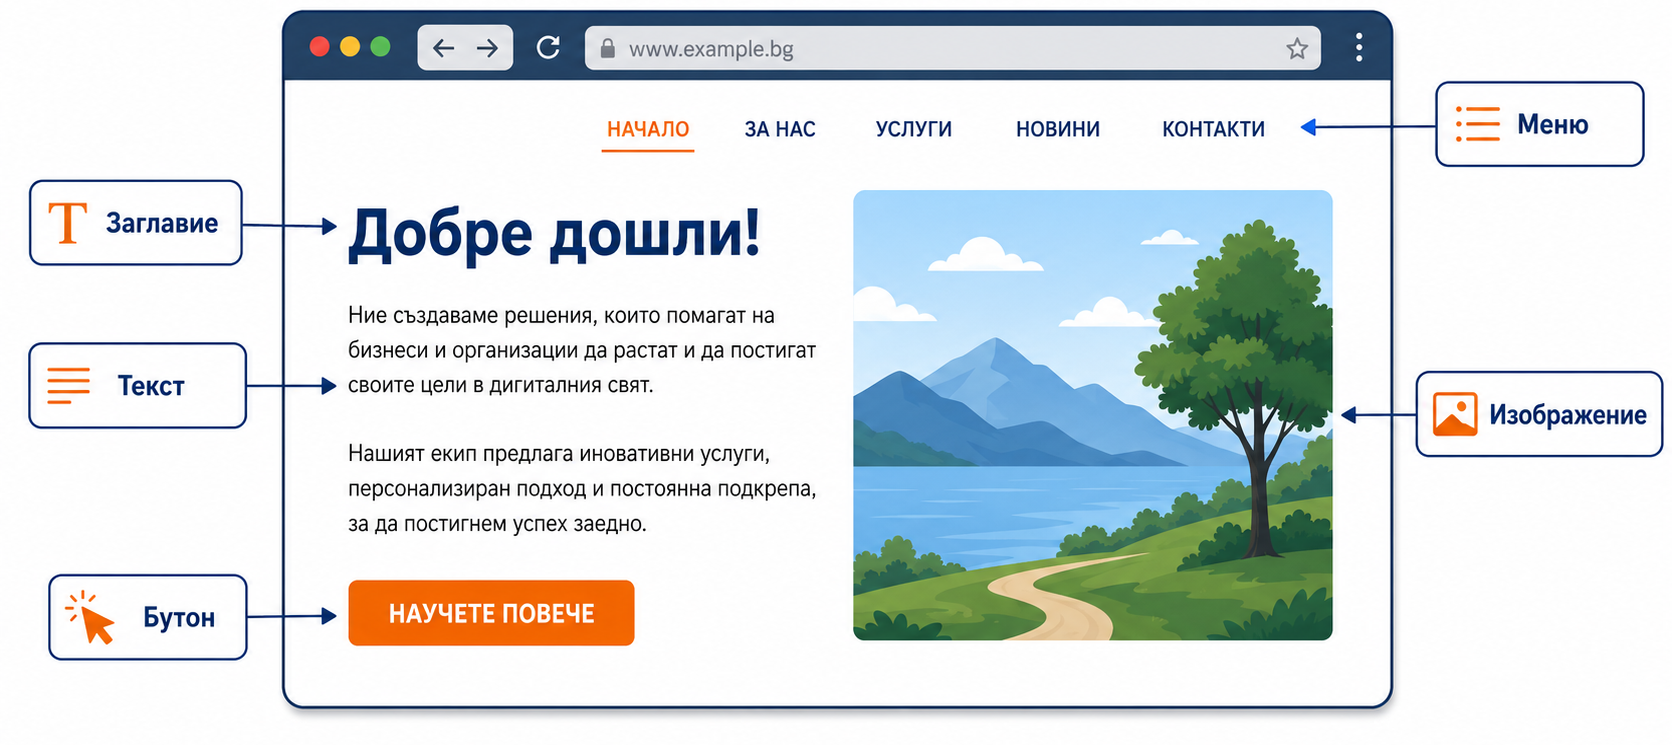 www.example.bg
НАЧАЛО ЗА НАС УСЛУГИ НОВИНИ КОНТАКТИ
Меню
Заглавие
Добре дошли!
Текст
Ние създаваме решения, които помагат на
бизнеси и организации да растат и да постигат
своите цели в дигиталния свят.
Нашият екип предлага иновативни услуги,
персонализиран подход и постоянна подкрепа,
за да постигнем успех заедно.
Изображение
Бутон
НАУЧЕТЕ ПОВЕЧЕ